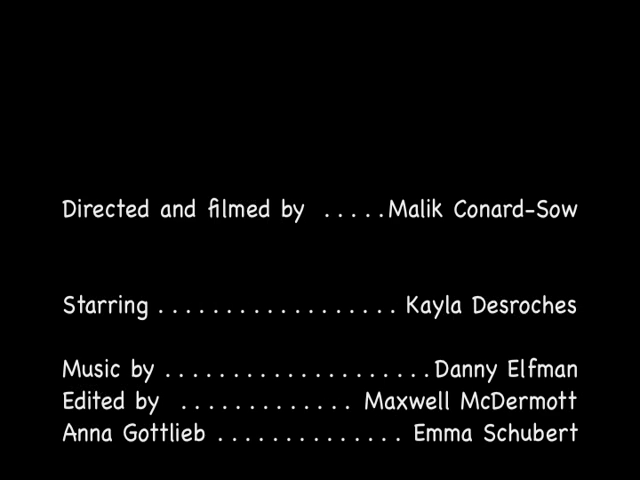 Directed and filmed by .....Malik Conard-Sow
Starring .................. Kayla Desroches
Music by ....................Danny Elfman
Edited by ............. Maxwell McDermott
Anna Gottlieb .............. Emma Schubert